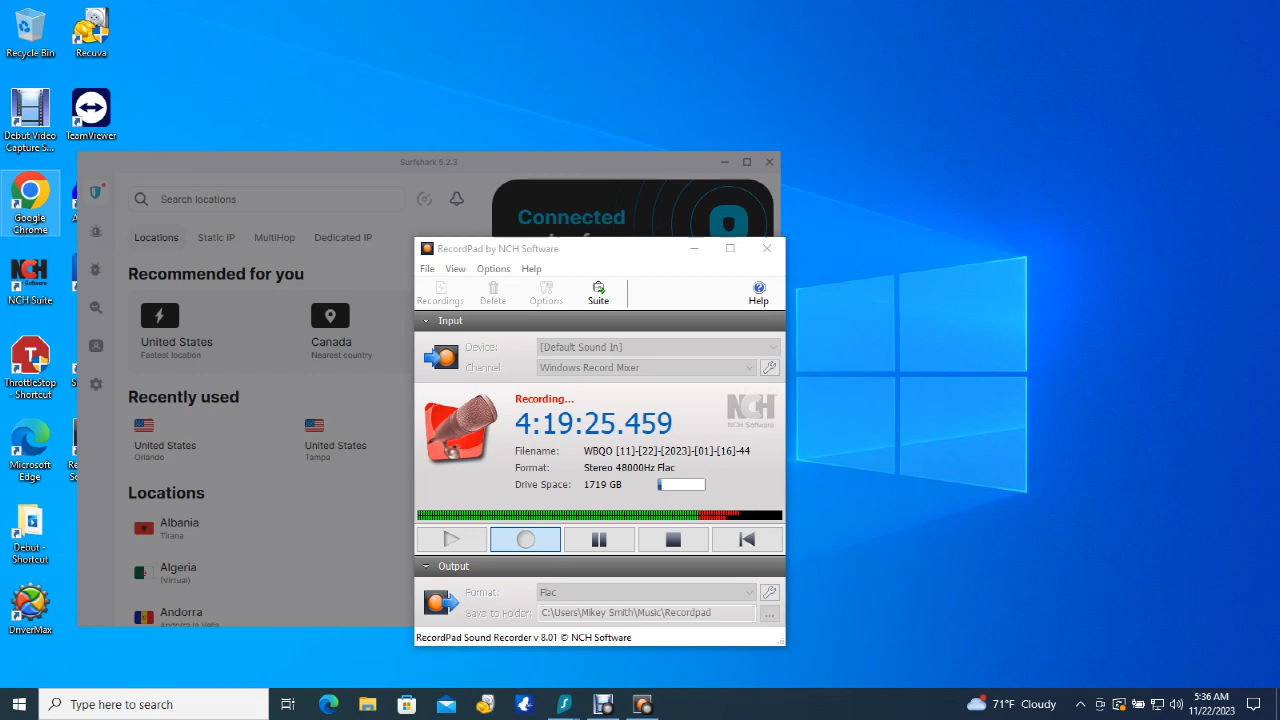 Recycle Bin
Recuva
Debut Video
Capture S...
TeamViewer
Google
Chrome
NCH
NCH Suite
ThrottleStop
- Shortcut
Microsoft
Edge
Debut -
Shortcut
DriverMax
Surfshark 5.2.3
Search locations
Connected
Locations
Static IP
MultiHop
Dedicated IP
Recommended for you
United States
Fastest location
Canada
Nearest country
Recently used
United States
Orlando
United States
Tampa
Locations
Albania
Tirana
Algeria
(Virtual)
Andorra
Andorra la Vella
RecordPad by NCH Software
File View Options Help
Recordings
Delete
Options
Suite
Help
Input
Device:
[Default Sound In]
Channel:
Windows Record Mixer
Recording...
4:19:25.459
NCH
NCH Software
Filename: WBQO [11]-[22]-[2023]-[01]-[16]-44
Format: Stereo 48000Hz Flac
Drive Space: 1719 GB
Output
Format:
Flac
Save to Folder:
C:\Users\Mikey Smith\Music\Recordpad
...
RecordPad Sound Recorder v 8.01 © NCH Software
Type here to search
71°F Cloudy
5:36 AM
11/22/2023